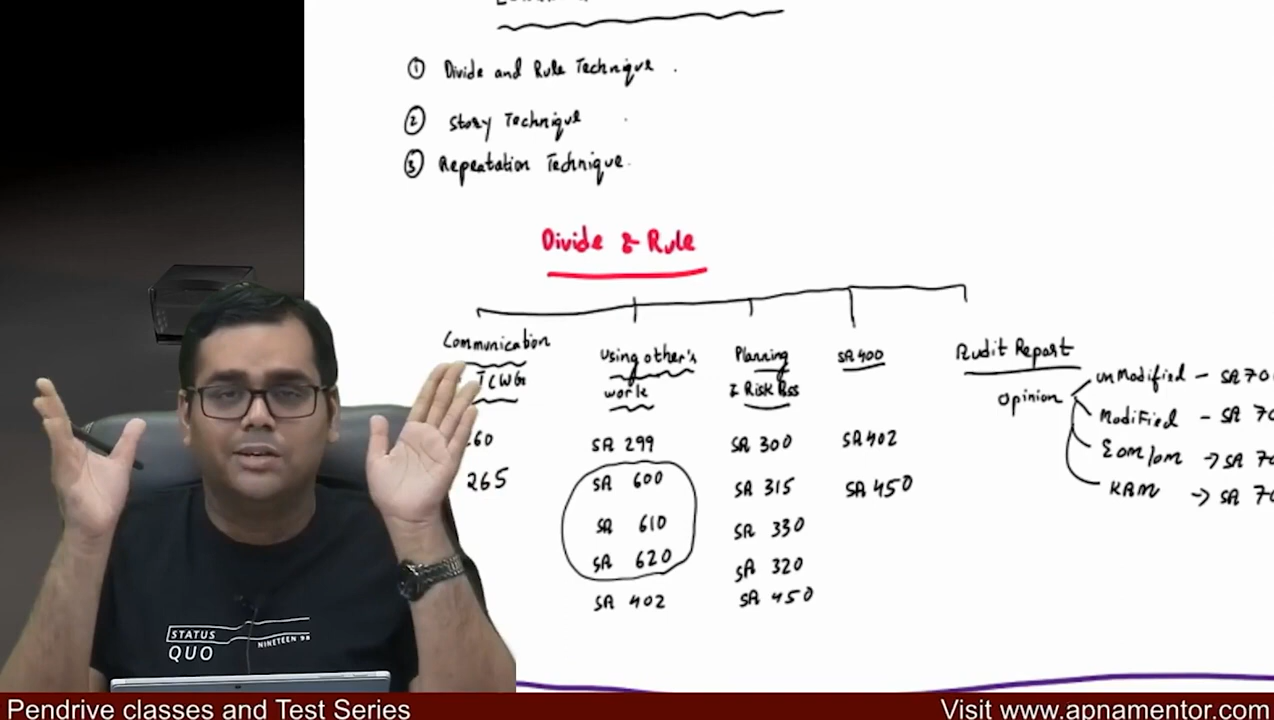 ① Divide and Rule Technique.
② Story Technique
③ Repeatation Technique.
Divide & Rule
Communication
TCWG
260
265
Using other's
work
SA 299
SA 600
SA 610
SA 620
SA 402
Planning
& Risk Ass
SA 300
SA 315
SA 330
SA 320
SA 450
SA 400
SA 402
SA 450
Audit Report
Opinion
unModified - SA 70
Modified - SA 70
EOM/OM → SA 70
KAM → SA 70
STATUS
QUO
NINETEEN 98
Pendrive classes and Test Series
Visit www.apnamentor.com